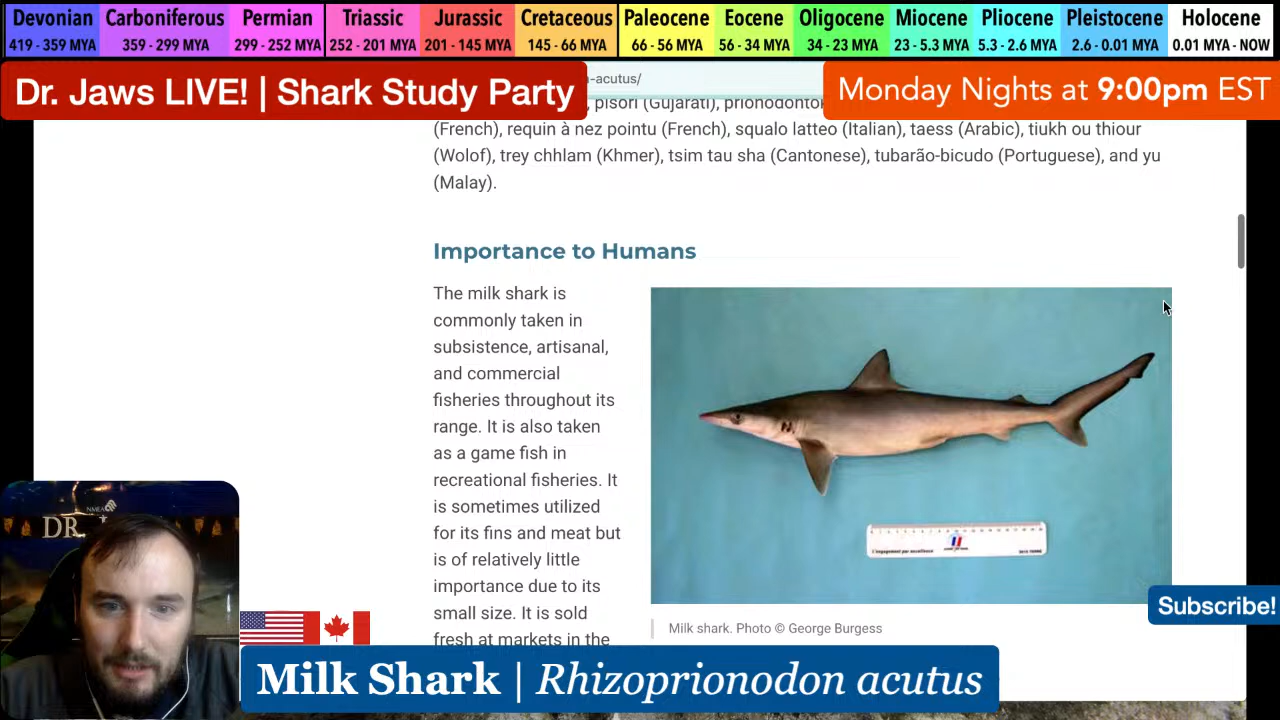 Devonian Carboniferous Permian Triassic Jurassic Cretaceous Paleocene Eocene Oligocene Miocene Pliocene Pleistocene Holocene
419 - 359 MYA 359 - 299 MYA 299 - 252 MYA 252 - 201 MYA 201 - 145 MYA 145 - 66 MYA 66 - 56 MYA 56 - 34 MYA 34 - 23 MYA 23 - 5.3 MYA 5.3 - 2.6 MYA 2.6 - 0.01 MYA 0.01 MYA - NOW
Dr. Jaws LIVE! | Shark Study Party
-acutus/
Monday Nights at 9:00pm EST
pisori (Gujarati),
(French), requin à nez pointu (French), squalo latteo (Italian), taess (Arabic), tiukh ou thiour
(Wolof), trey chhlam (Khmer), tsim tau sha (Cantonese), tubarão-bicudo (Portuguese), and yu
(Malay).
Importance to Humans
The milk shark is
commonly taken in
subsistence, artisanal,
and commercial
fisheries throughout its
range. It is also taken
as a game fish in
recreational fisheries. It
is sometimes utilized
for its fins and meat but
is of relatively little
importance due to its
small size. It is sold
fresh at markets in the
Milk shark. Photo © George Burgess
NMEA
DR.
Subscribe!
Milk Shark | Rhizoprionodon acutus